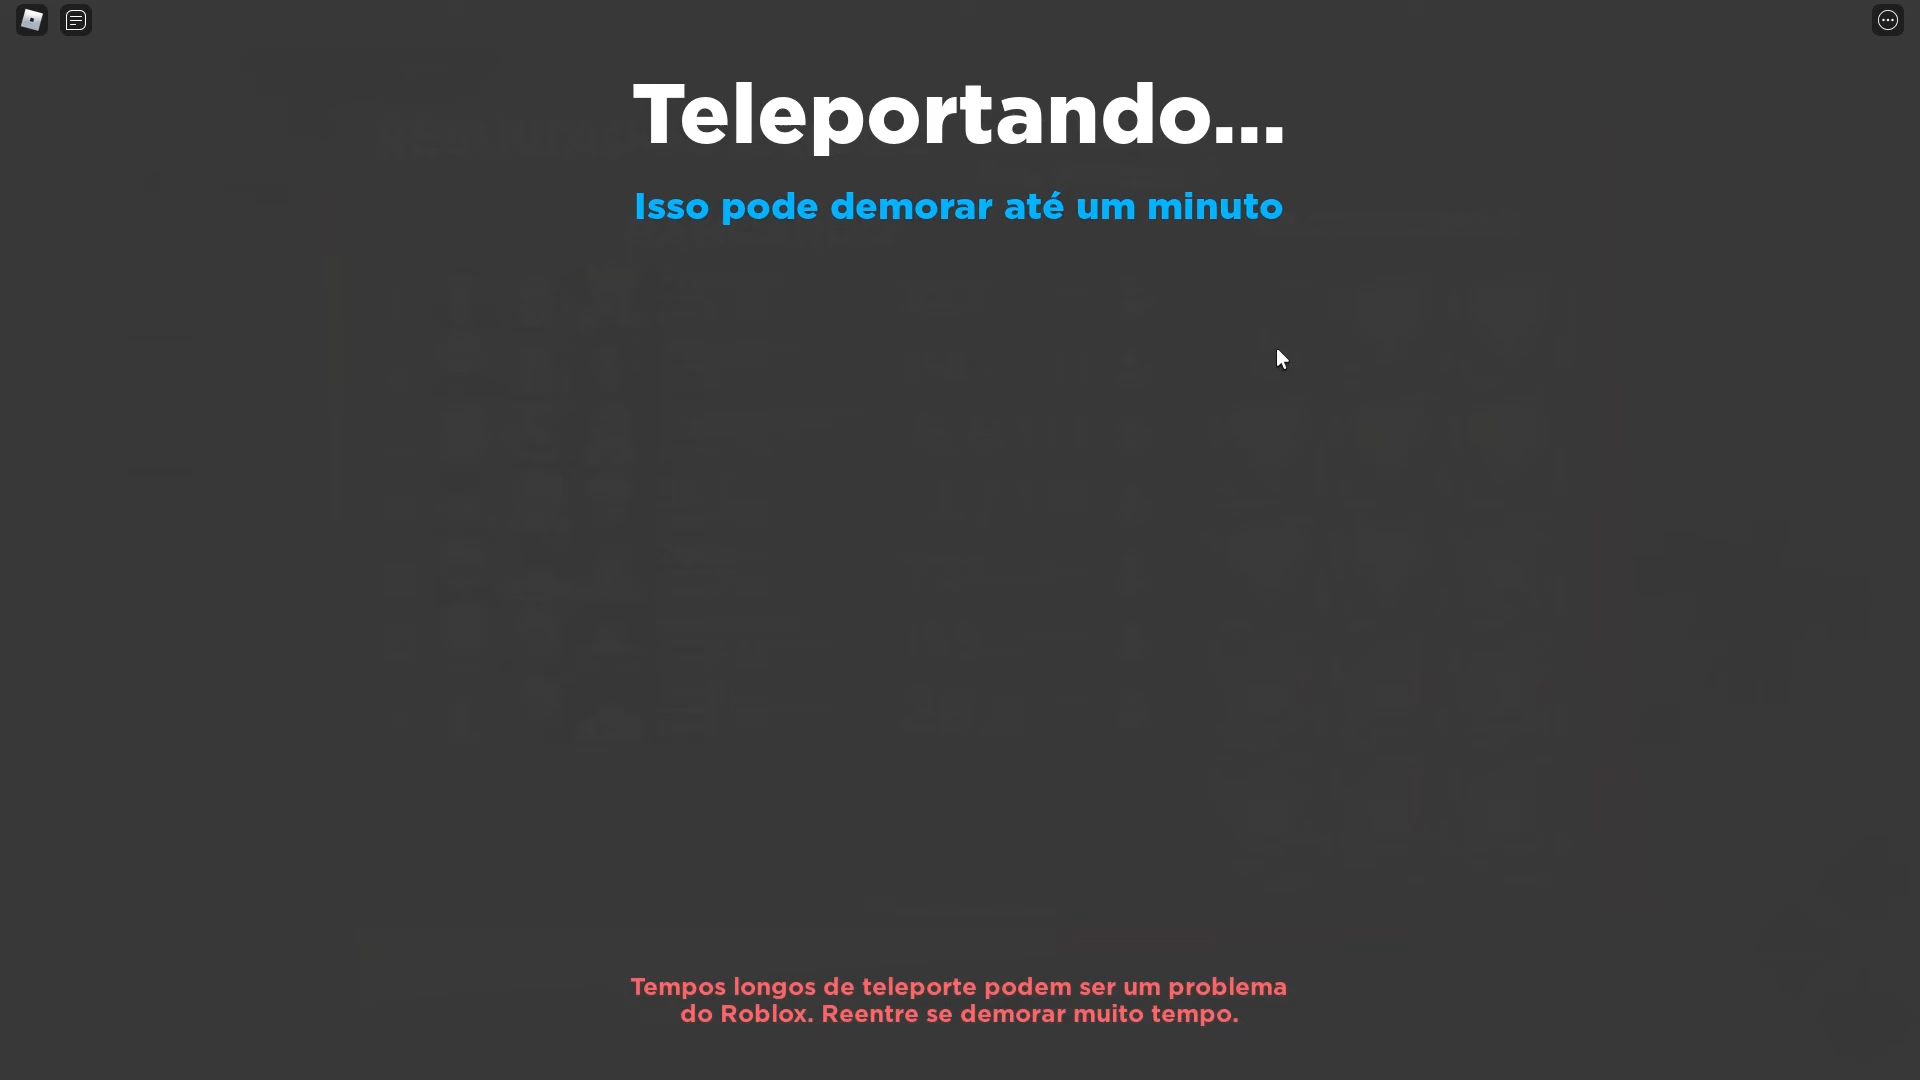 Teleportando...
Isso pode demorar até um minuto
Tempos longos de teleporte podem ser um problema
do Roblox. Reentre se demorar muito tempo.